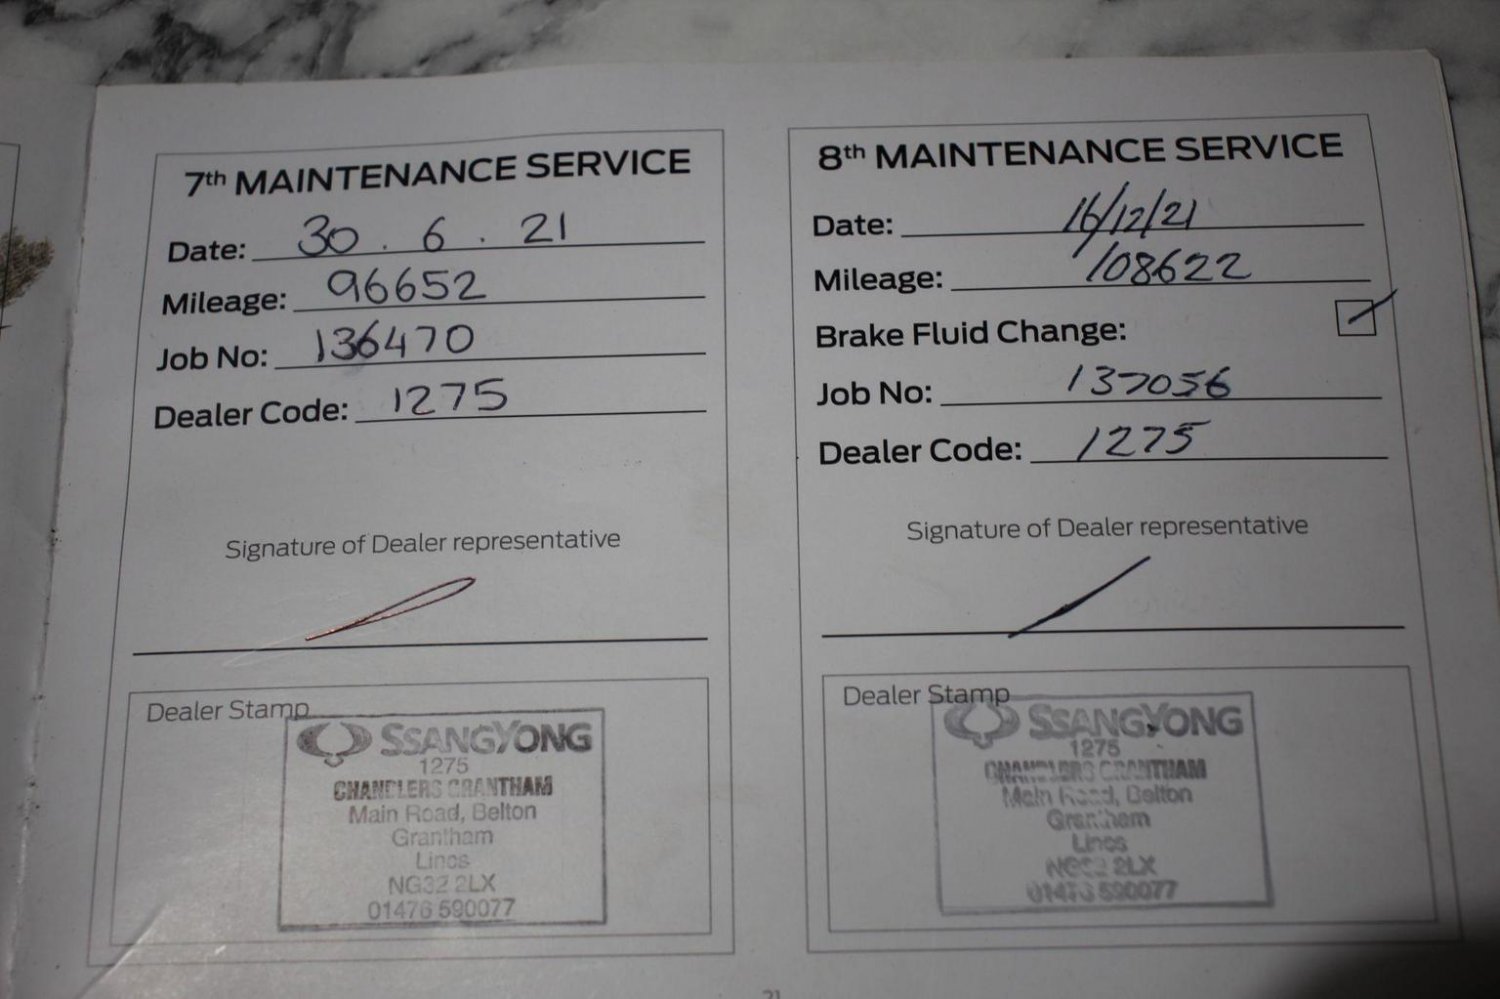 7th MAINTENANCE SERVICE
Date: 30 . 6 . 21
Mileage: 96652
Job No: 136470
Dealer Code: 1275
Signature of Dealer representative
Dealer Stamp
SSANGYONG
1275
CHANDLERS GRANTHAM
Main Road, Belton
Grantham
Lincs
NG32 2LX
01476 590077
8th MAINTENANCE SERVICE
Date: 16/12/21
Mileage: 108622
Brake Fluid Change:
Job No: 137056
Dealer Code: 1275
Signature of Dealer representative
Dealer Stamp
SSANGYONG
1275
CHANDLERS GRANTHAM
Main Road, Belton
Grantham
Lincs
NG32 2LX
01476 590077
21